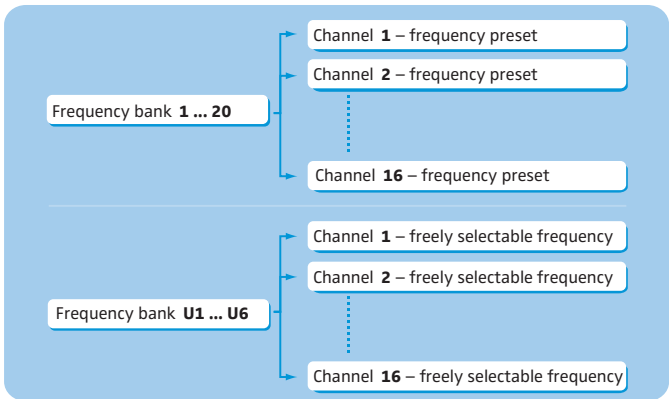 Channel 1 – frequency preset
Channel 2 – frequency preset
Frequency bank 1 ... 20
Channel 16 – frequency preset
Channel 1 – freely selectable frequency
Channel 2 – freely selectable frequency
Frequency bank U1 ... U6
Channel 16 – freely selectable frequency